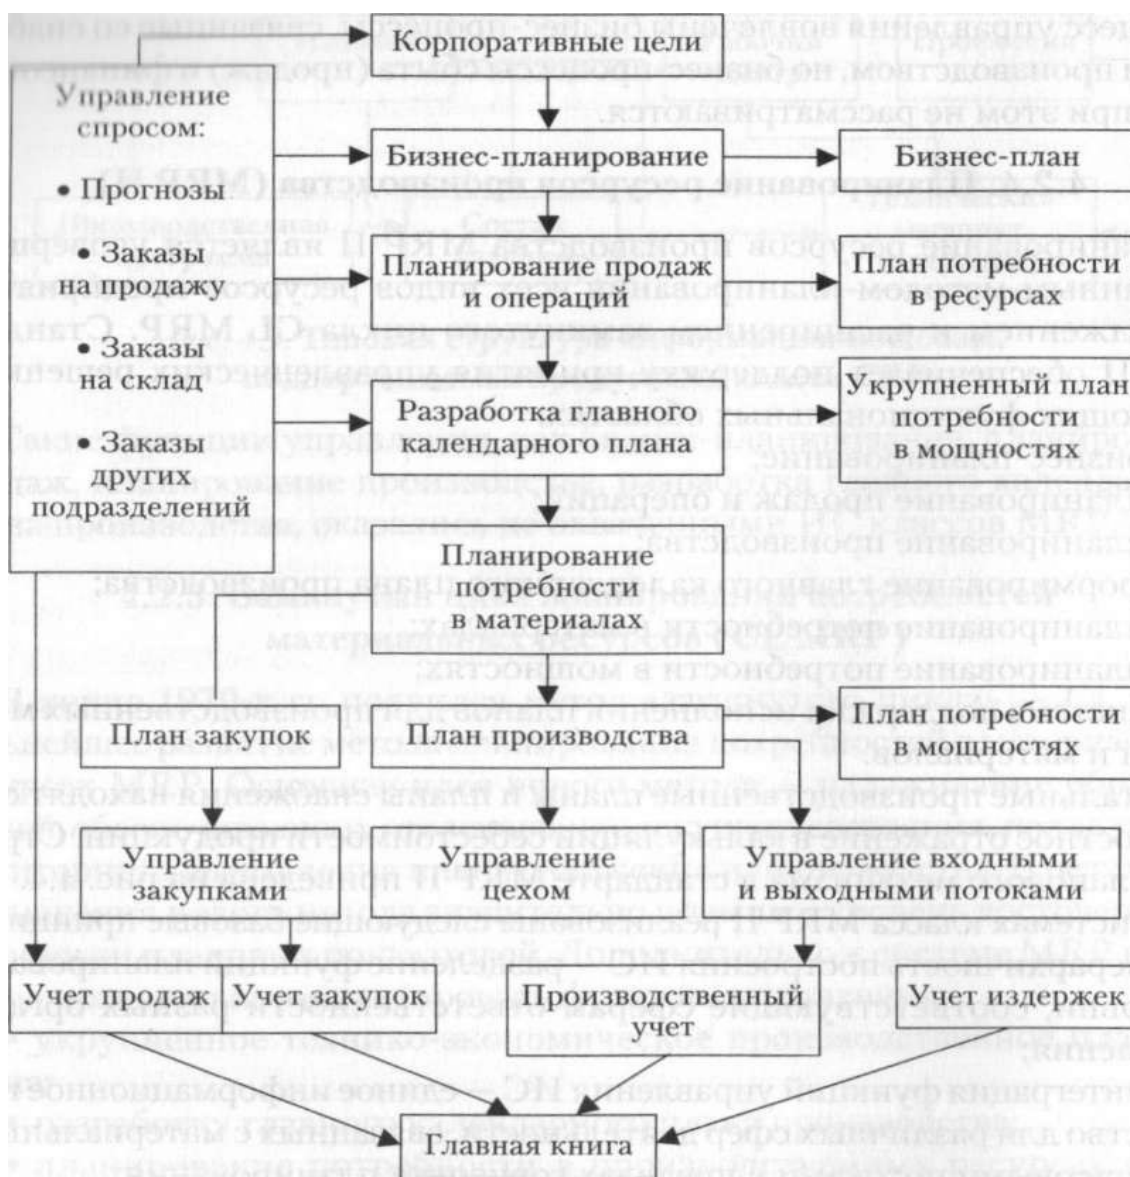 Корпоративные цели
Управление
спросом:
• Прогнозы
• Заказы
на продажу
• Заказы
на склад
• Заказы
других
подразделений
Бизнес-планирование
Бизнес-план
Планирование продаж
и операций
План потребности
в ресурсах
Разработка главного
календарного плана
Укрупненный план
потребности
в мощностях
Планирование
потребности
в материалах
План закупок
План производства
План потребности
в мощностях
Управление
закупками
Управление
цехом
Управление входными
и выходными потоками
Учет продаж
Учет закупок
Производственный
учет
Учет издержек
Главная книга